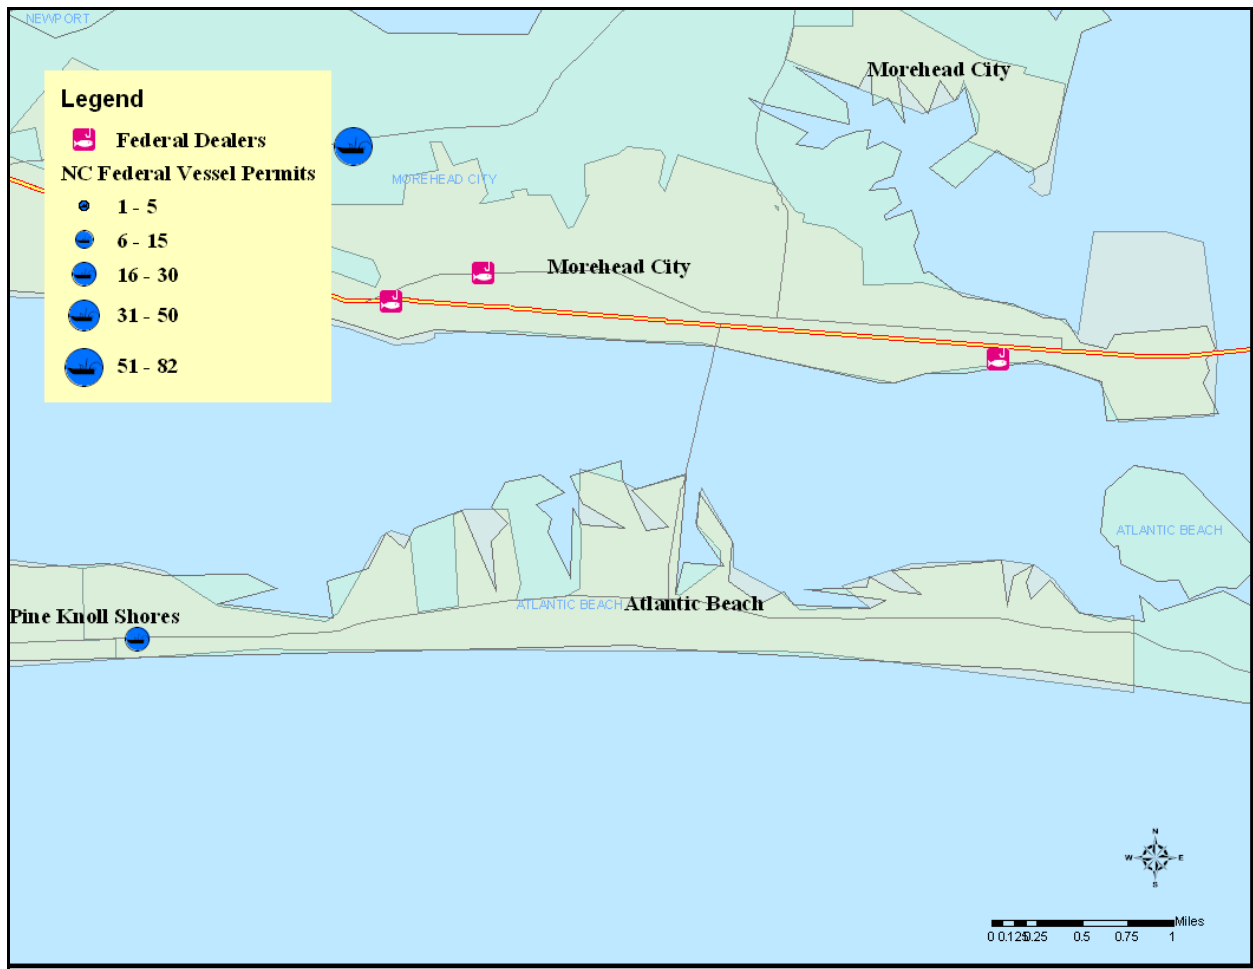 NEWPORT
Morehead City
Legend
Federal Dealers
NC Federal Vessel Permits
1 - 5
6 - 15
16 - 30
31 - 50
51 - 82
MOREHEAD CITY
Morehead City
ATLANTIC BEACH
ATLANTIC BEACH
Atlantic Beach
Pine Knoll Shores
N
W E
S
Miles
0 0.125 0.25 0.5 0.75 1